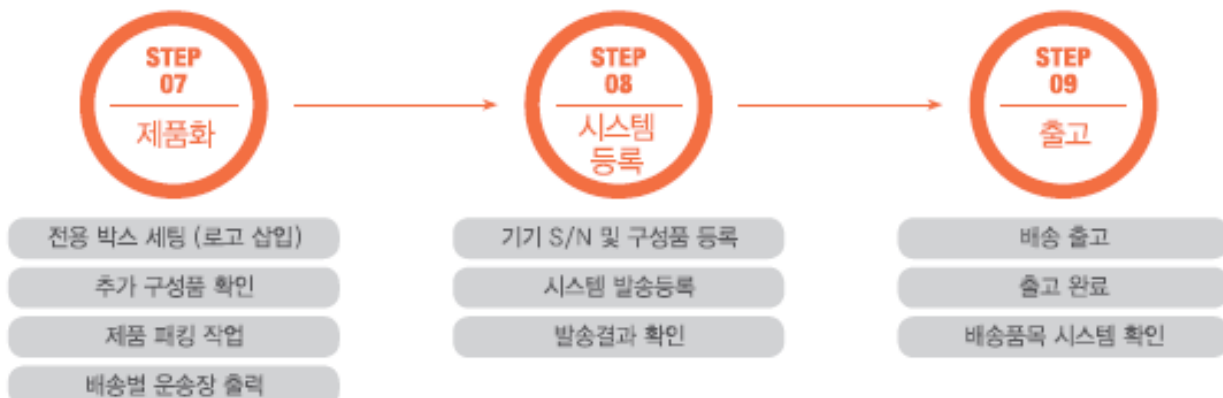 STEP
07
제품화
전용 박스 세팅 (로고 삽입)
추가 구성품 확인
제품 패킹 작업
배송별 운송장 출력
STEP
08
시스템
등록
기기 S/N 및 구성품 등록
시스템 발송등록
발송결과 확인
STEP
09
출고
배송 출고
출고 완료
배송품목 시스템 확인